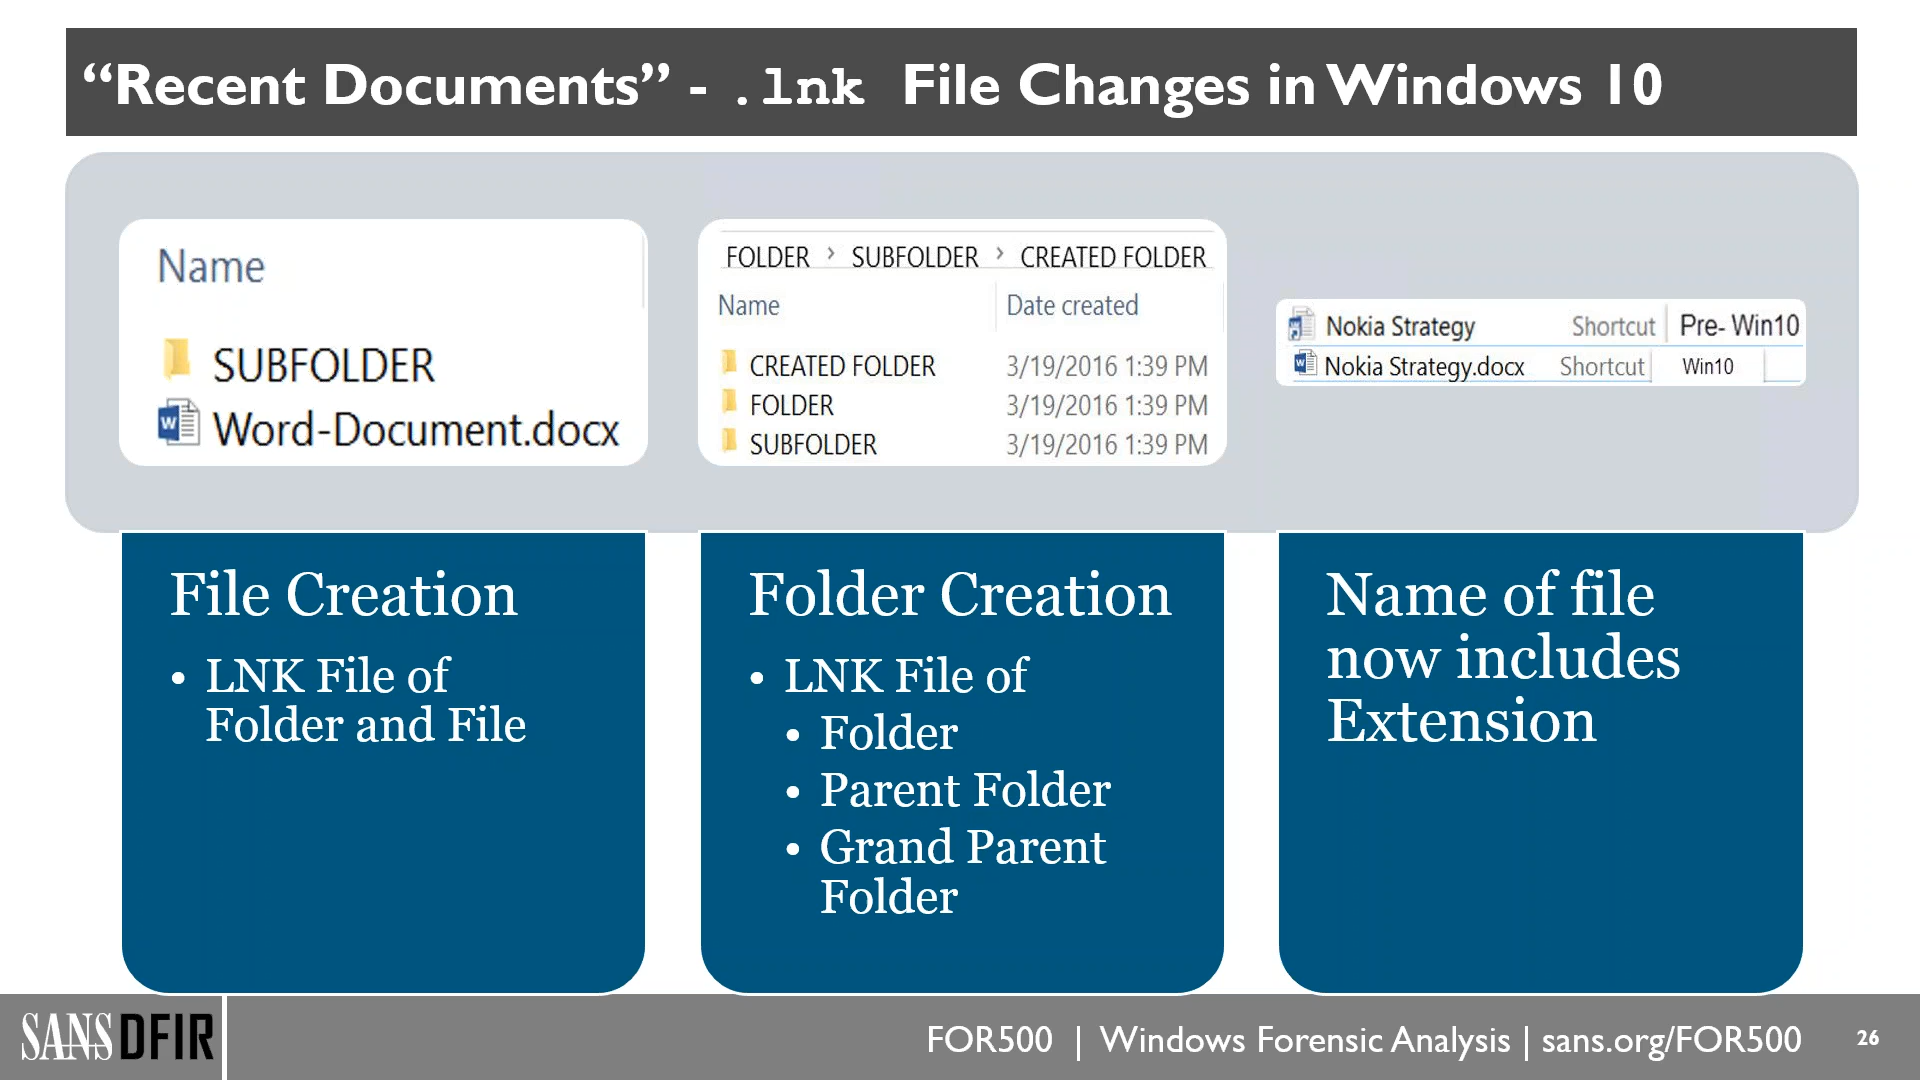 “Recent Documents” - .lnk File Changes in Windows 10
Name
SUBFOLDER
Word-Document.docx
FOLDER › SUBFOLDER › CREATED FOLDER
Name Date created
CREATED FOLDER 3/19/2016 1:39 PM
FOLDER 3/19/2016 1:39 PM
SUBFOLDER 3/19/2016 1:39 PM
Nokia Strategy Shortcut Pre- Win10
Nokia Strategy.docx Shortcut Win10
File Creation
• LNK File of
Folder and File
Folder Creation
• LNK File of
• Folder
• Parent Folder
• Grand Parent
Folder
Name of file
now includes
Extension
SANS DFIR
FOR500 | Windows Forensic Analysis | sans.org/FOR500 26